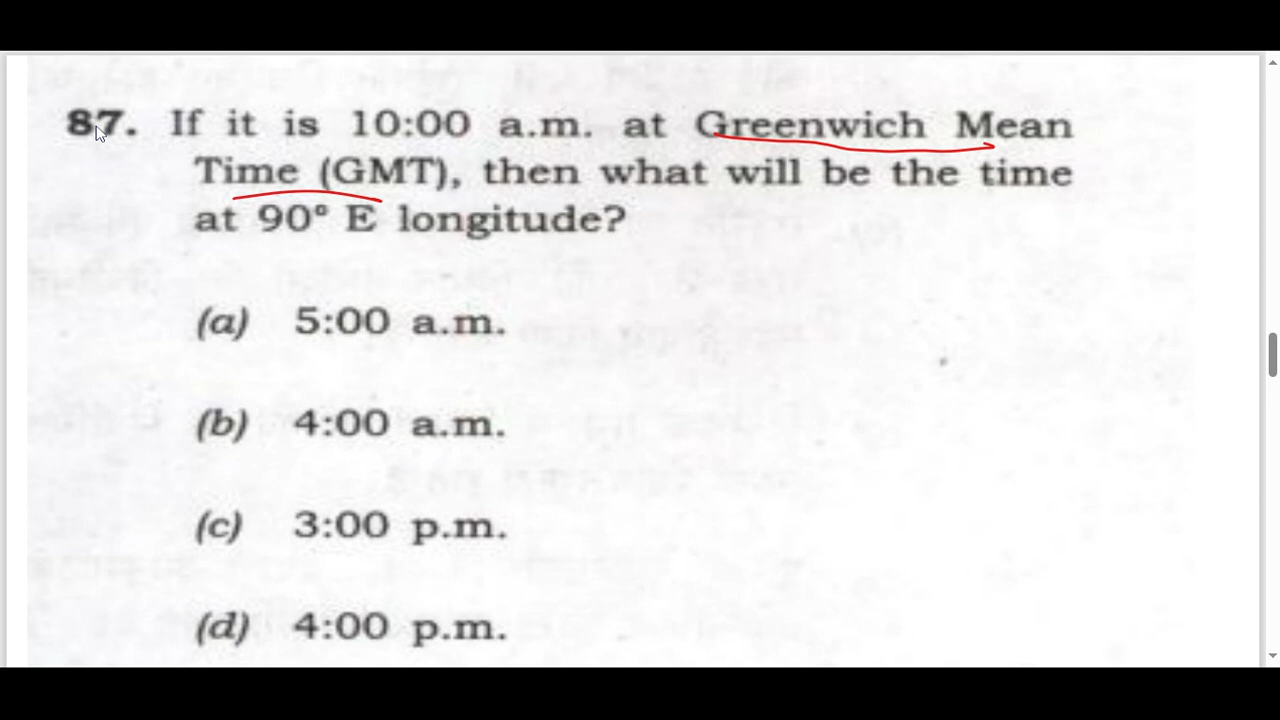 87. If it is 10:00 a.m. at Greenwich Mean
Time (GMT), then what will be the time
at 90° E longitude?
(a) 5:00 a.m.
(b) 4:00 a.m.
(c) 3:00 p.m.
(d) 4:00 p.m.